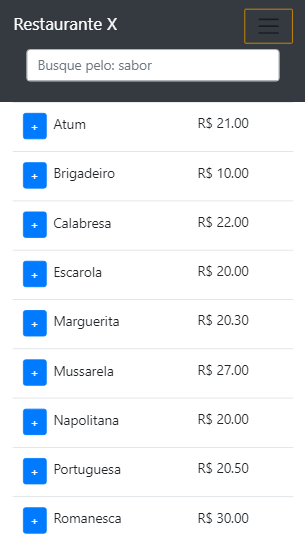 Restaurante X
Busque pelo: sabor
+ Atum R$ 21.00
+ Brigadeiro R$ 10.00
+ Calabresa R$ 22.00
+ Escarola R$ 20.00
+ Marguerita R$ 20.30
+ Mussarela R$ 27.00
+ Napolitana R$ 20.00
+ Portuguesa R$ 20.50
+ Romanesca R$ 30.00